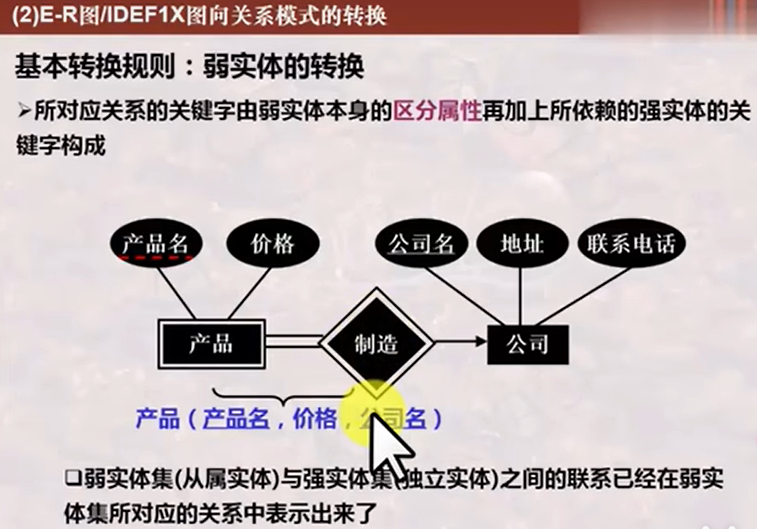 (2)E-R图/IDEF1X图向关系模式的转换
基本转换规则：弱实体的转换
➢所对应关系的关键字由弱实体本身的区分属性再加上所依赖的强实体的关
键字构成
产品名 价格 公司名 地址 联系电话
产品 制造 公司
产品（产品名，价格，公司名）
❑弱实体集(从属实体)与强实体集(独立实体)之间的联系已经在弱实
体集所对应的关系中表示出来了